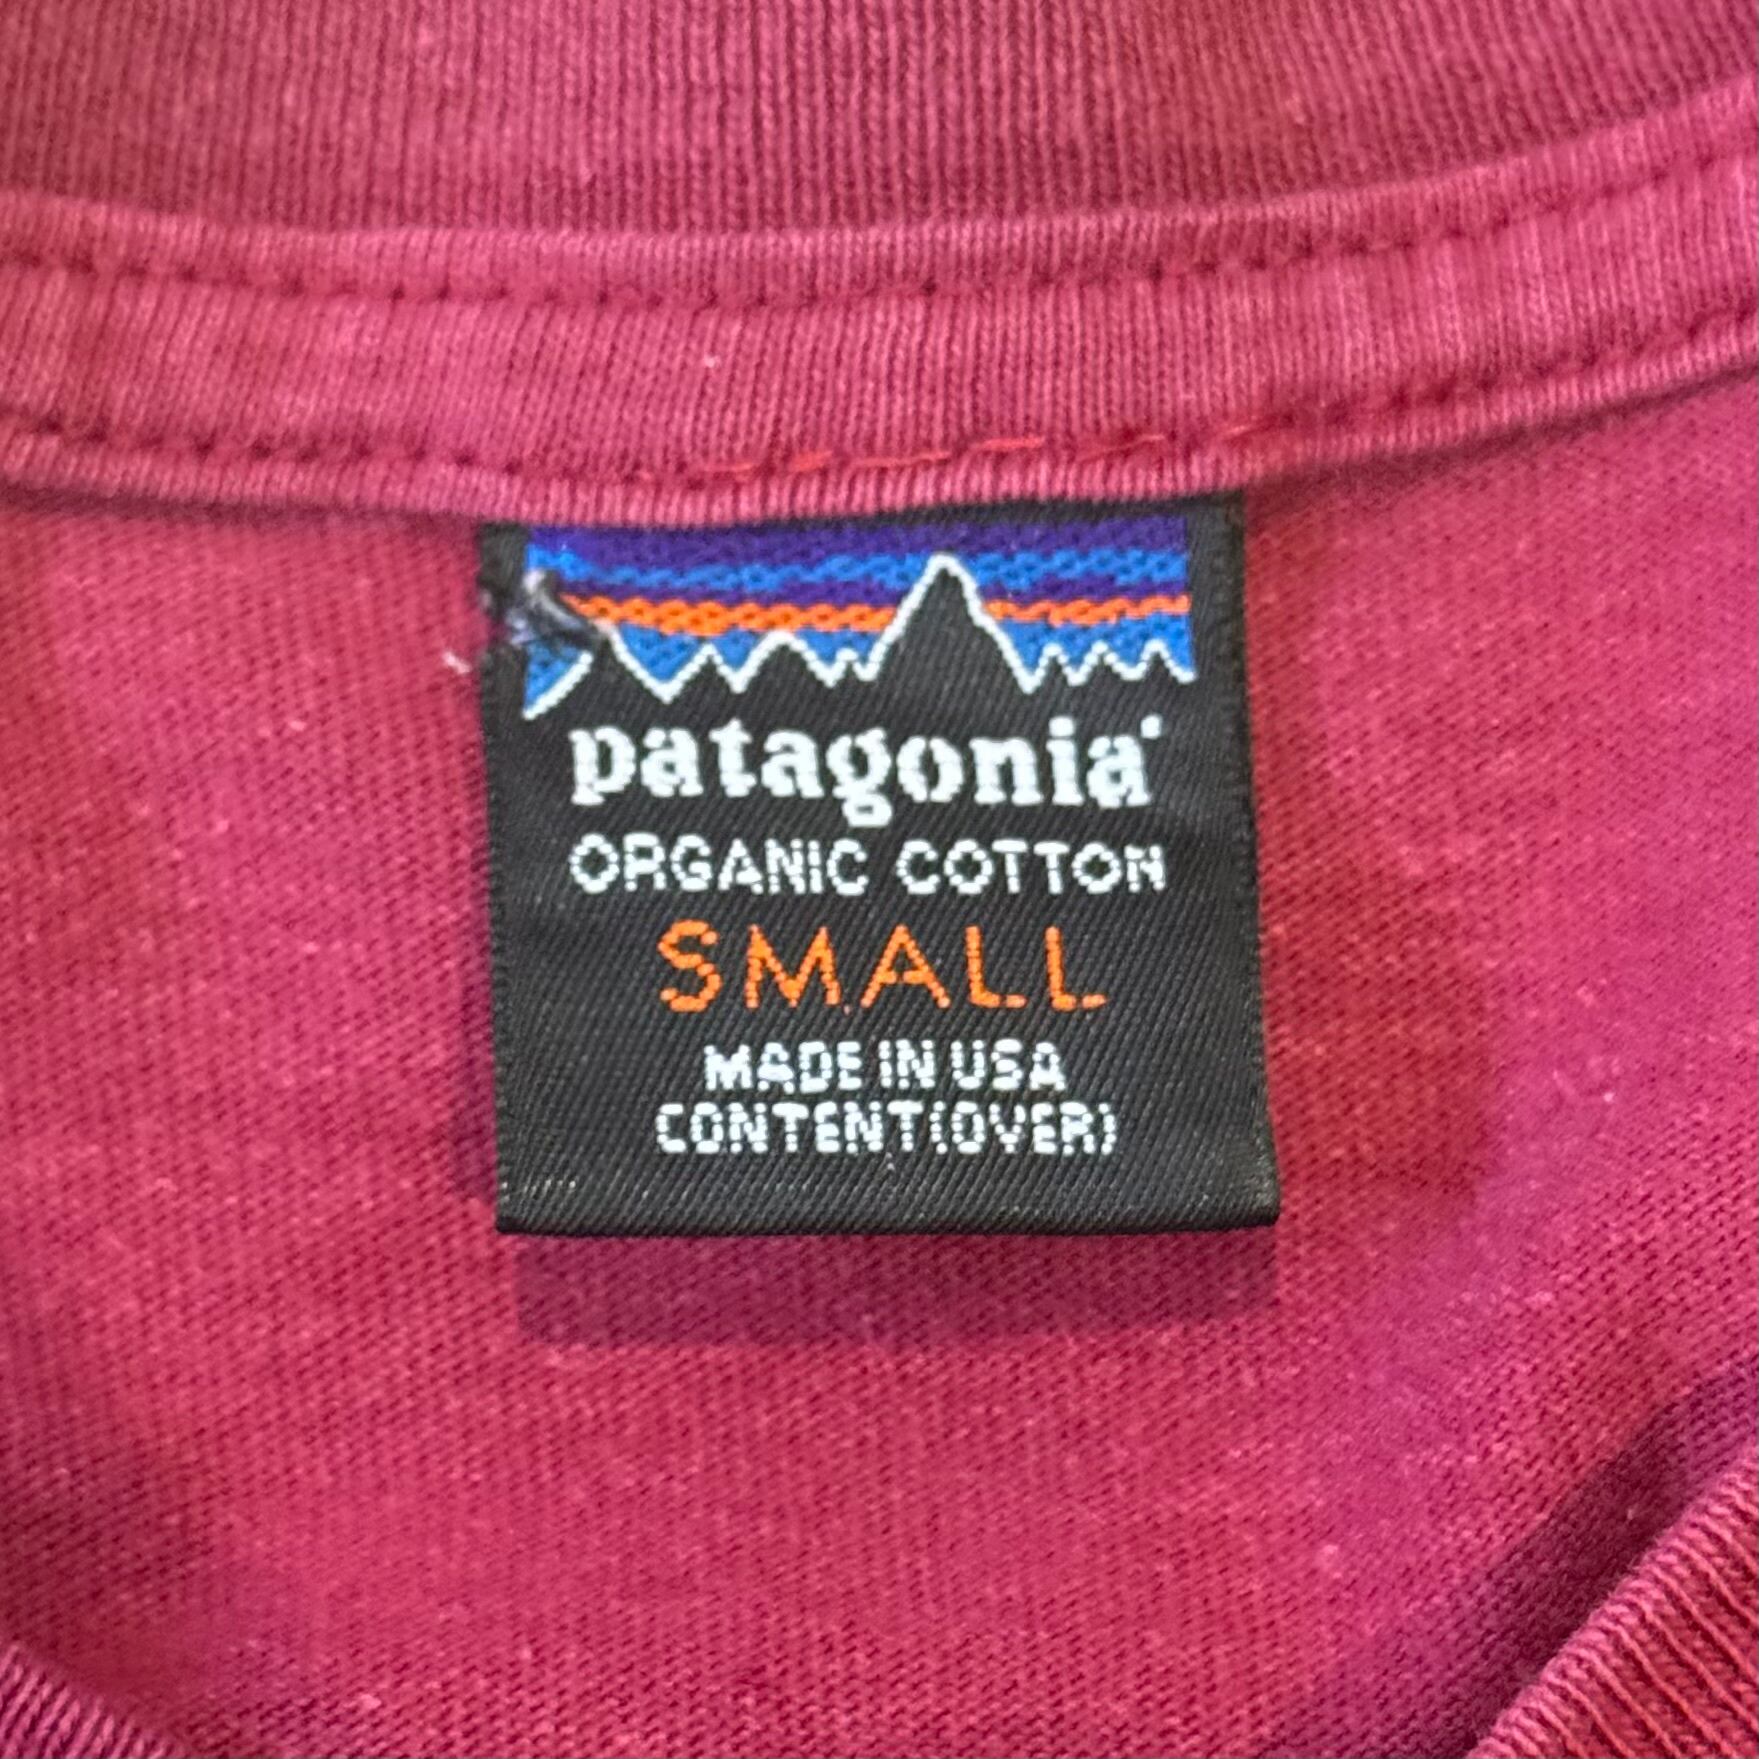 patagonia
ORGANIC COTTON
SMALL
MADE IN USA
CONTENT(OVER)